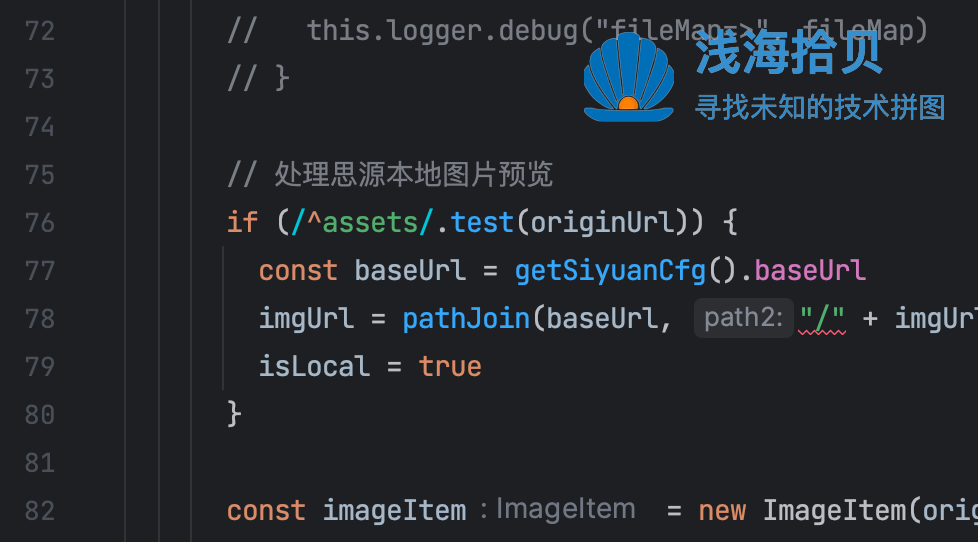 72 // this.logger.debug("fileMap=>", fileMap)
73 // }
浅海拾贝
寻找未知的技术拼图
74
75 // 处理思源本地图片预览
76 if (/^assets/.test(originUrl)) {
77 const baseUrl = getSiyuanCfg().baseUrl
78 imgUrl = pathJoin(baseUrl, path2: "/" + imgUrl
79 isLocal = true
80 }
81
82 const imageItem : ImageItem = new ImageItem(orig